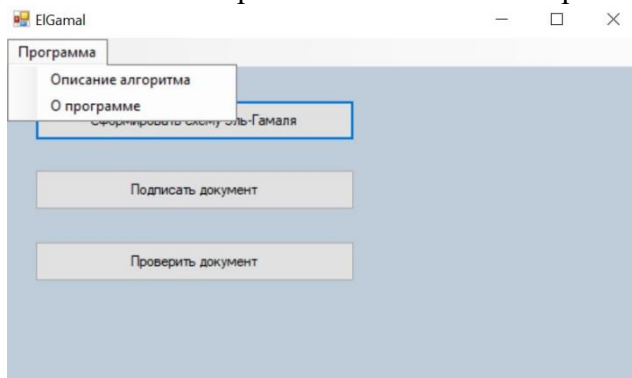 ElGamal
Программа
Описание алгоритма
О программе
Сформировать схему Эль-Гамаля
Подписать документ
Проверить документ